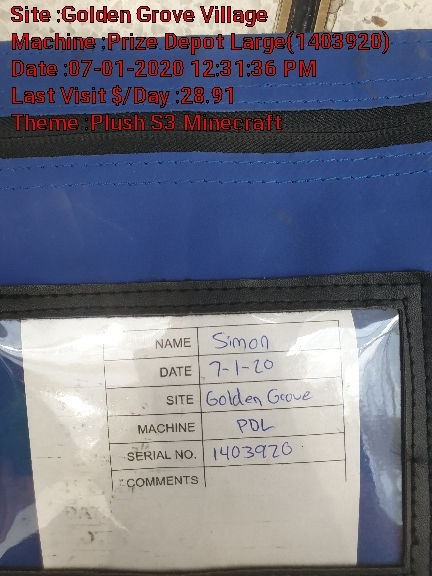 Site :Golden Grove Village
Machine :Prize Depot Large(1403920)
Date :07-01-2020 12:31:36 PM
Last Visit $/Day :28.91
Theme :Plush S3 Minecraft
NAME Simon
DATE 7-1-20
SITE Golden Grove
MACHINE PDL
SERIAL NO. 1403920
COMMENTS